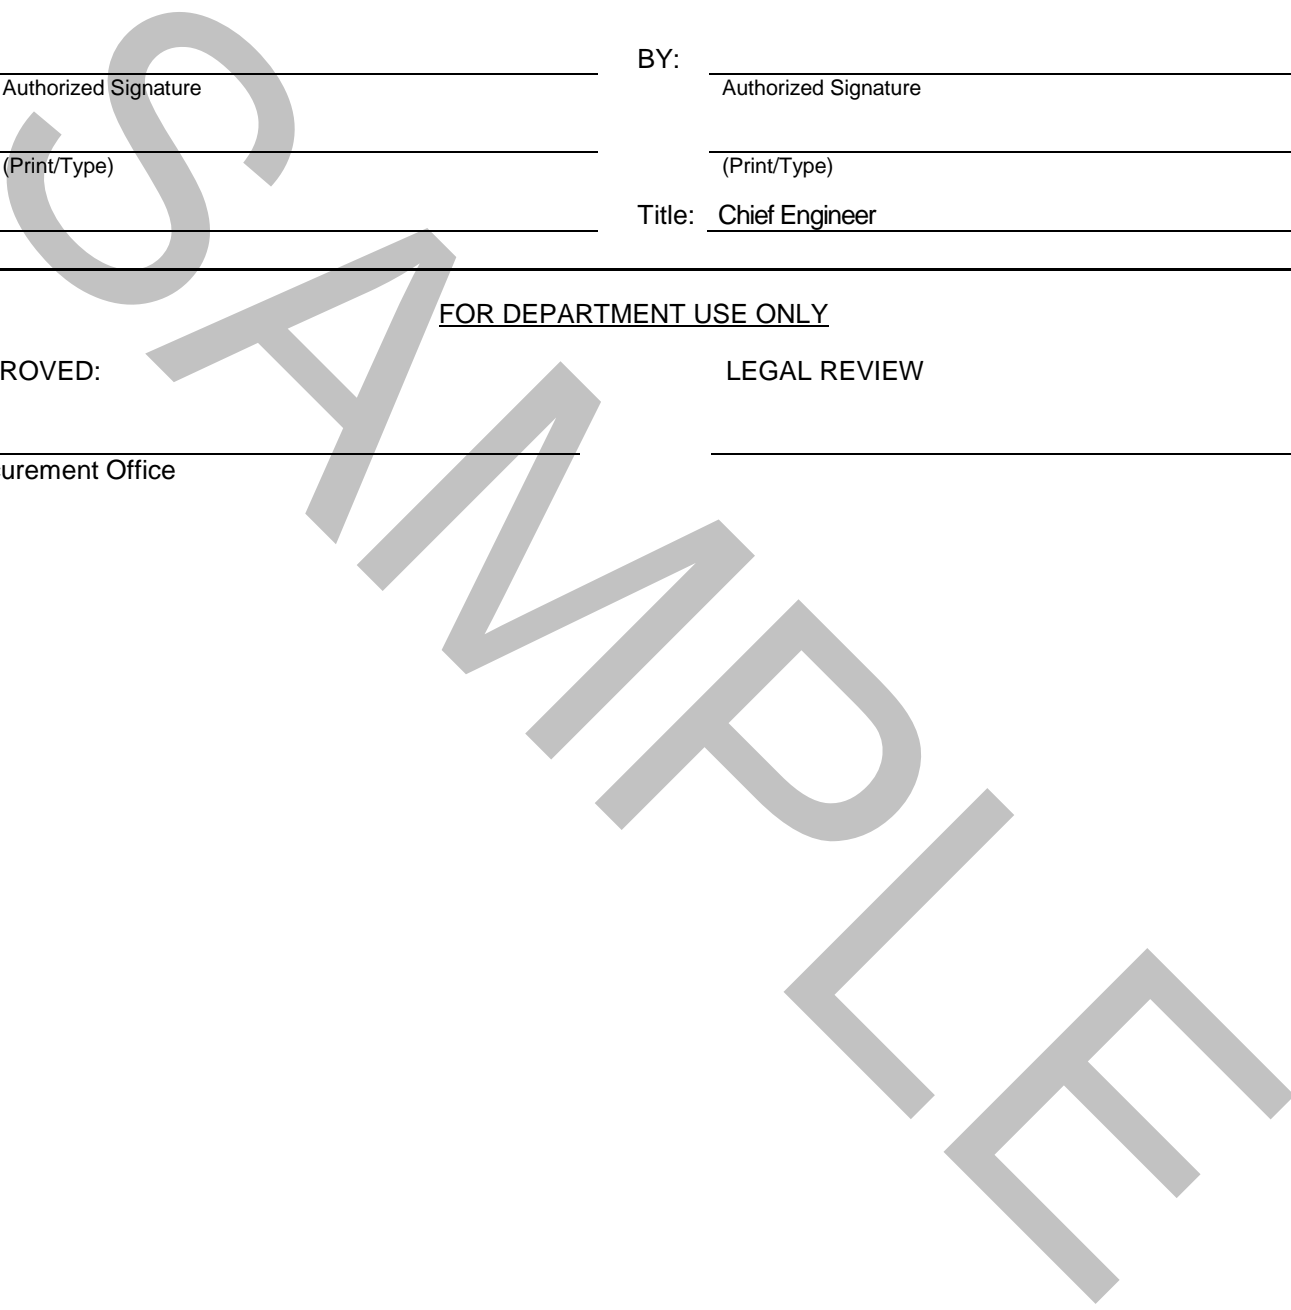 BY:
Authorized Signature Authorized Signature
(Print/Type) (Print/Type)
Title: Chief Engineer
FOR DEPARTMENT USE ONLY
ROVED: LEGAL REVIEW
urement Office
SAMPLE